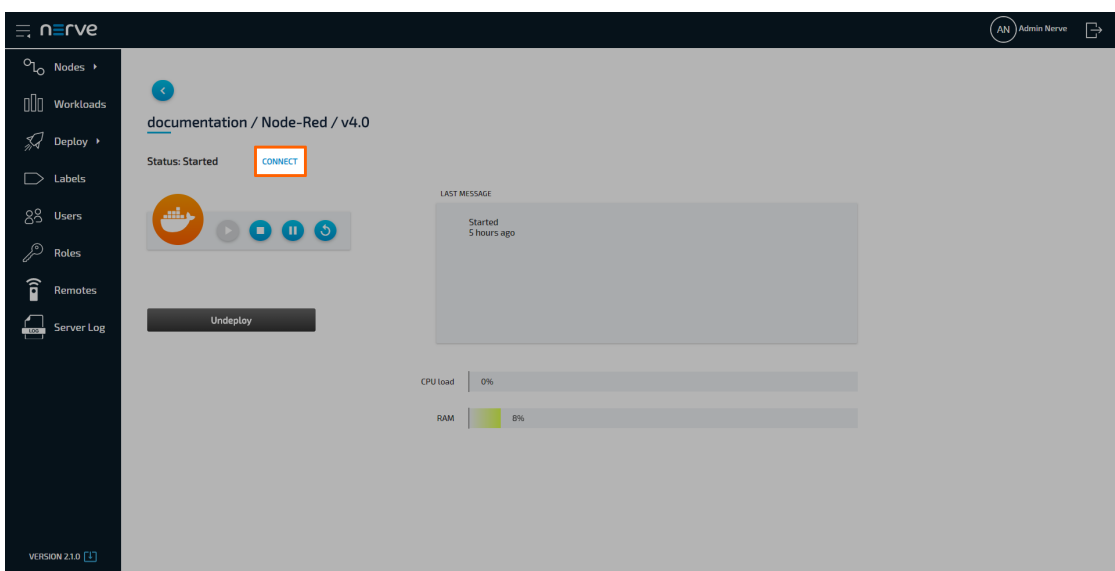 nerve
AN Admin Nerve
Nodes
Workloads
Deploy
Labels
Users
Roles
Remotes
LOG Server Log
VERSION 2.1.0
documentation / Node-Red / v4.0
Status: Started CONNECT
Undeploy
LAST MESSAGE
Started
5 hours ago
CPU load 0%
RAM 8%